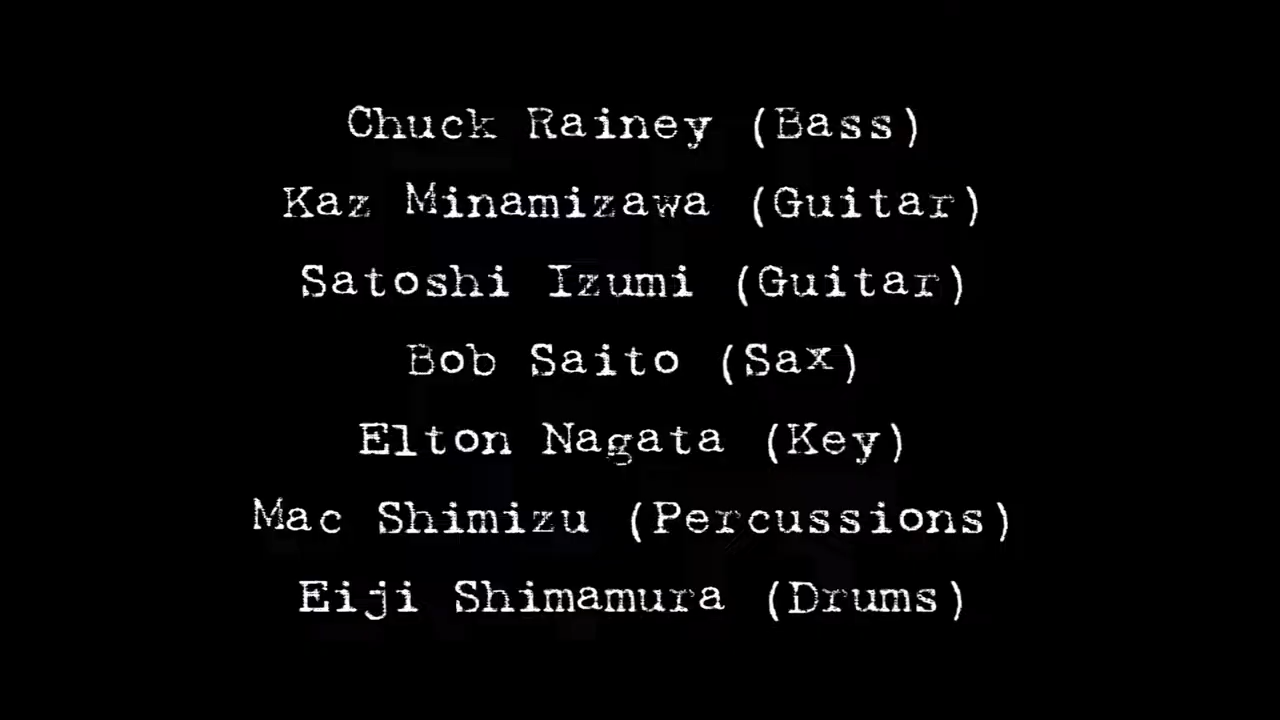 Chuck Rainey (Bass)
Kaz Minamizawa (Guitar)
Satoshi Izumi (Guitar)
Bob Saito (Sax)
Elton Nagata (Key)
Mac Shimizu (Percussions)
Eiji Shimamura (Drums)